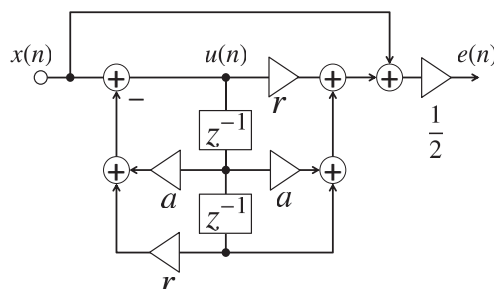 x(n) + − u(n) r + + 1/2 e(n)
z⁻¹
+ a a +
z⁻¹
r